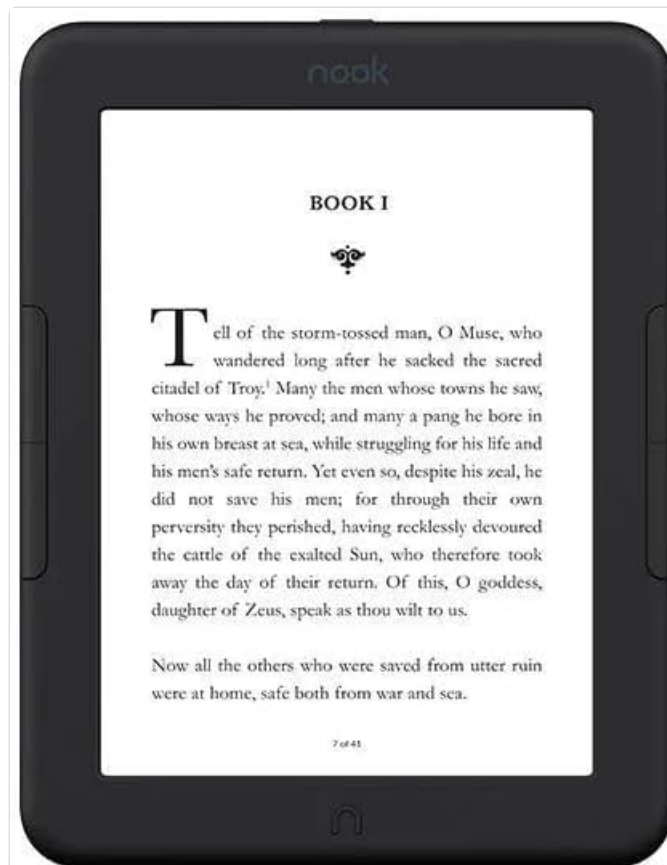 nook
BOOK I
Tell of the storm-tossed man, O Muse, who
wandered long after he sacked the sacred
citadel of Troy.¹ Many the men whose towns he saw,
whose ways he proved; and many a pang he bore in
his own breast at sea, while struggling for his life and
his men's safe return. Yet even so, despite his zeal, he
did not save his men; for through their own
perversity they perished, having recklessly devoured
the cattle of the exalted Sun, who therefore took
away the day of their return. Of this, O goddess,
daughter of Zeus, speak as thou wilt to us.
Now all the others who were saved from utter ruin
were at home, safe both from war and sea.
7 of 41